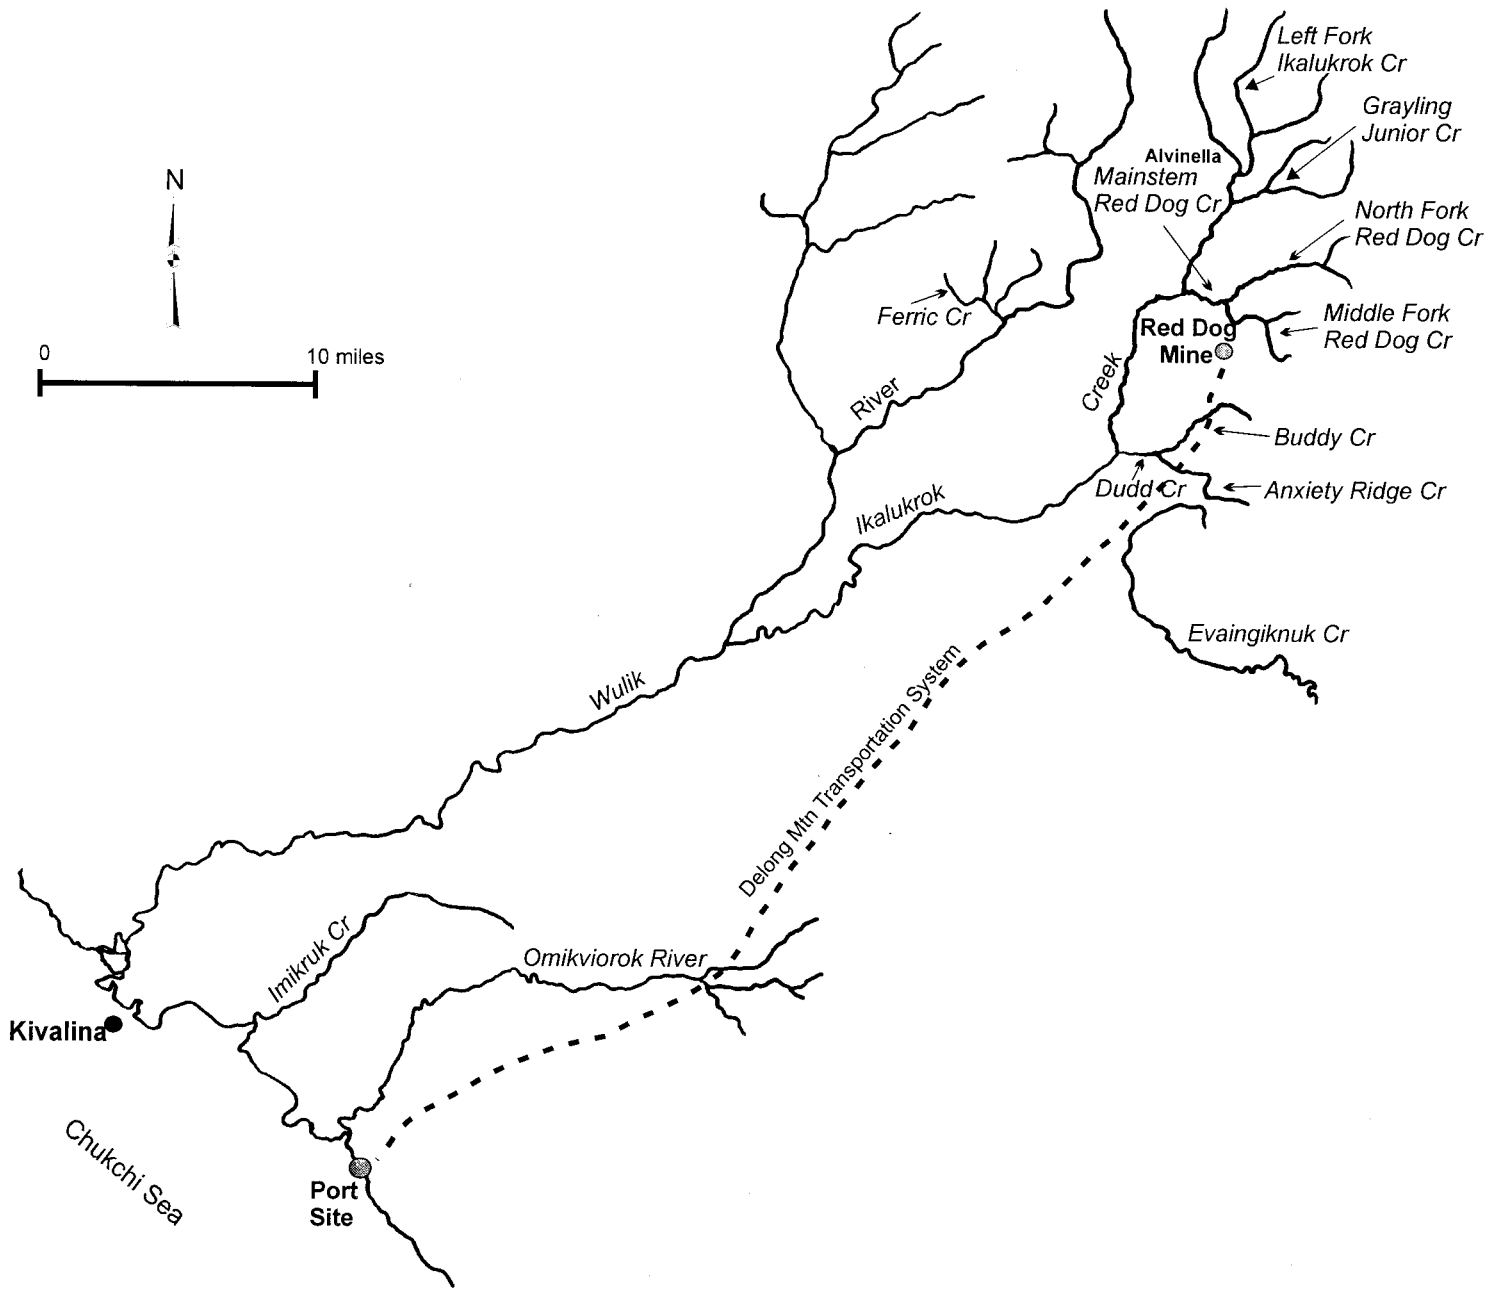 Left Fork
Ikalukrok Cr
Grayling
Junior Cr
Alvinella
Mainstem
Red Dog Cr
N
North Fork
Red Dog Cr
Ferric Cr
Middle Fork
Red Dog Cr
Red Dog
Mine
0
10 miles
Creek
River
Buddy Cr
Dudd Cr
Anxiety Ridge Cr
Ikalukrok
Evaingiknuk Cr
Wulik
Delong Mtn Transportation System
Imikruk Cr
Omikviorok River
Kivalina
Chukchi Sea
Port
Site